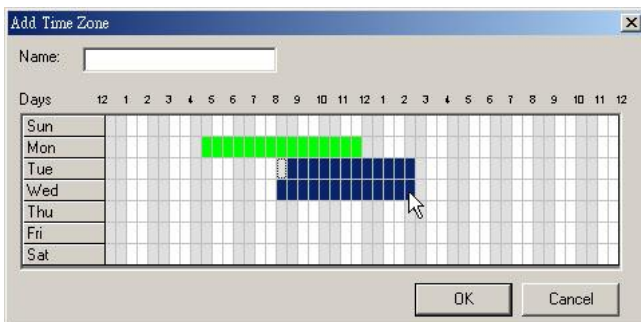 Add Time Zone
Name:
Days 12 1 2 3 4 5 6 7 8 9 10 11 12 1 2 3 4 5 6 7 8 9 10 11 12
Sun
Mon
Tue
Wed
Thu
Fri
Sat
OK Cancel